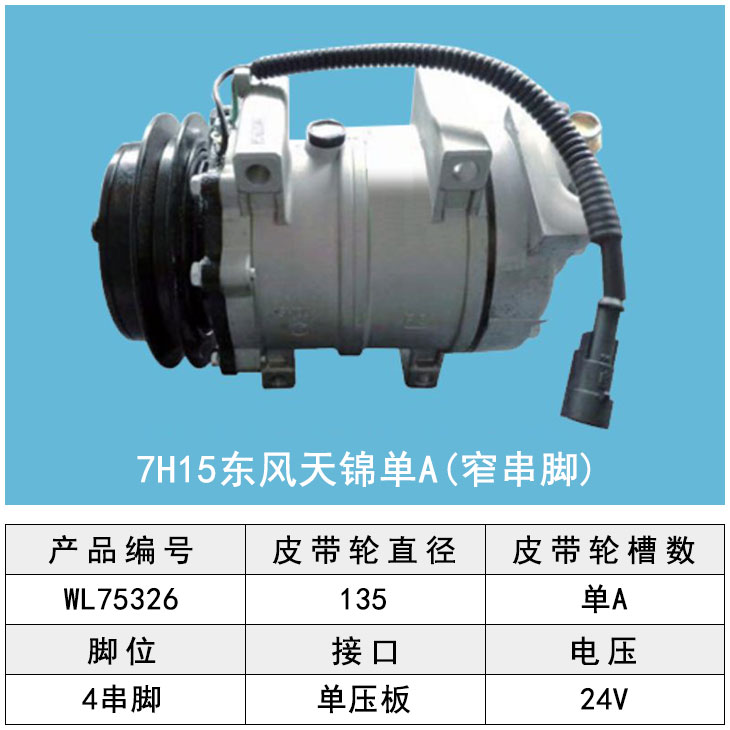 7H15东风天锦单A(窄串脚)
产品编号 皮带轮直径 皮带轮槽数
WL75326 135 单A
脚位 接口 电压
4串脚 单压板 24V